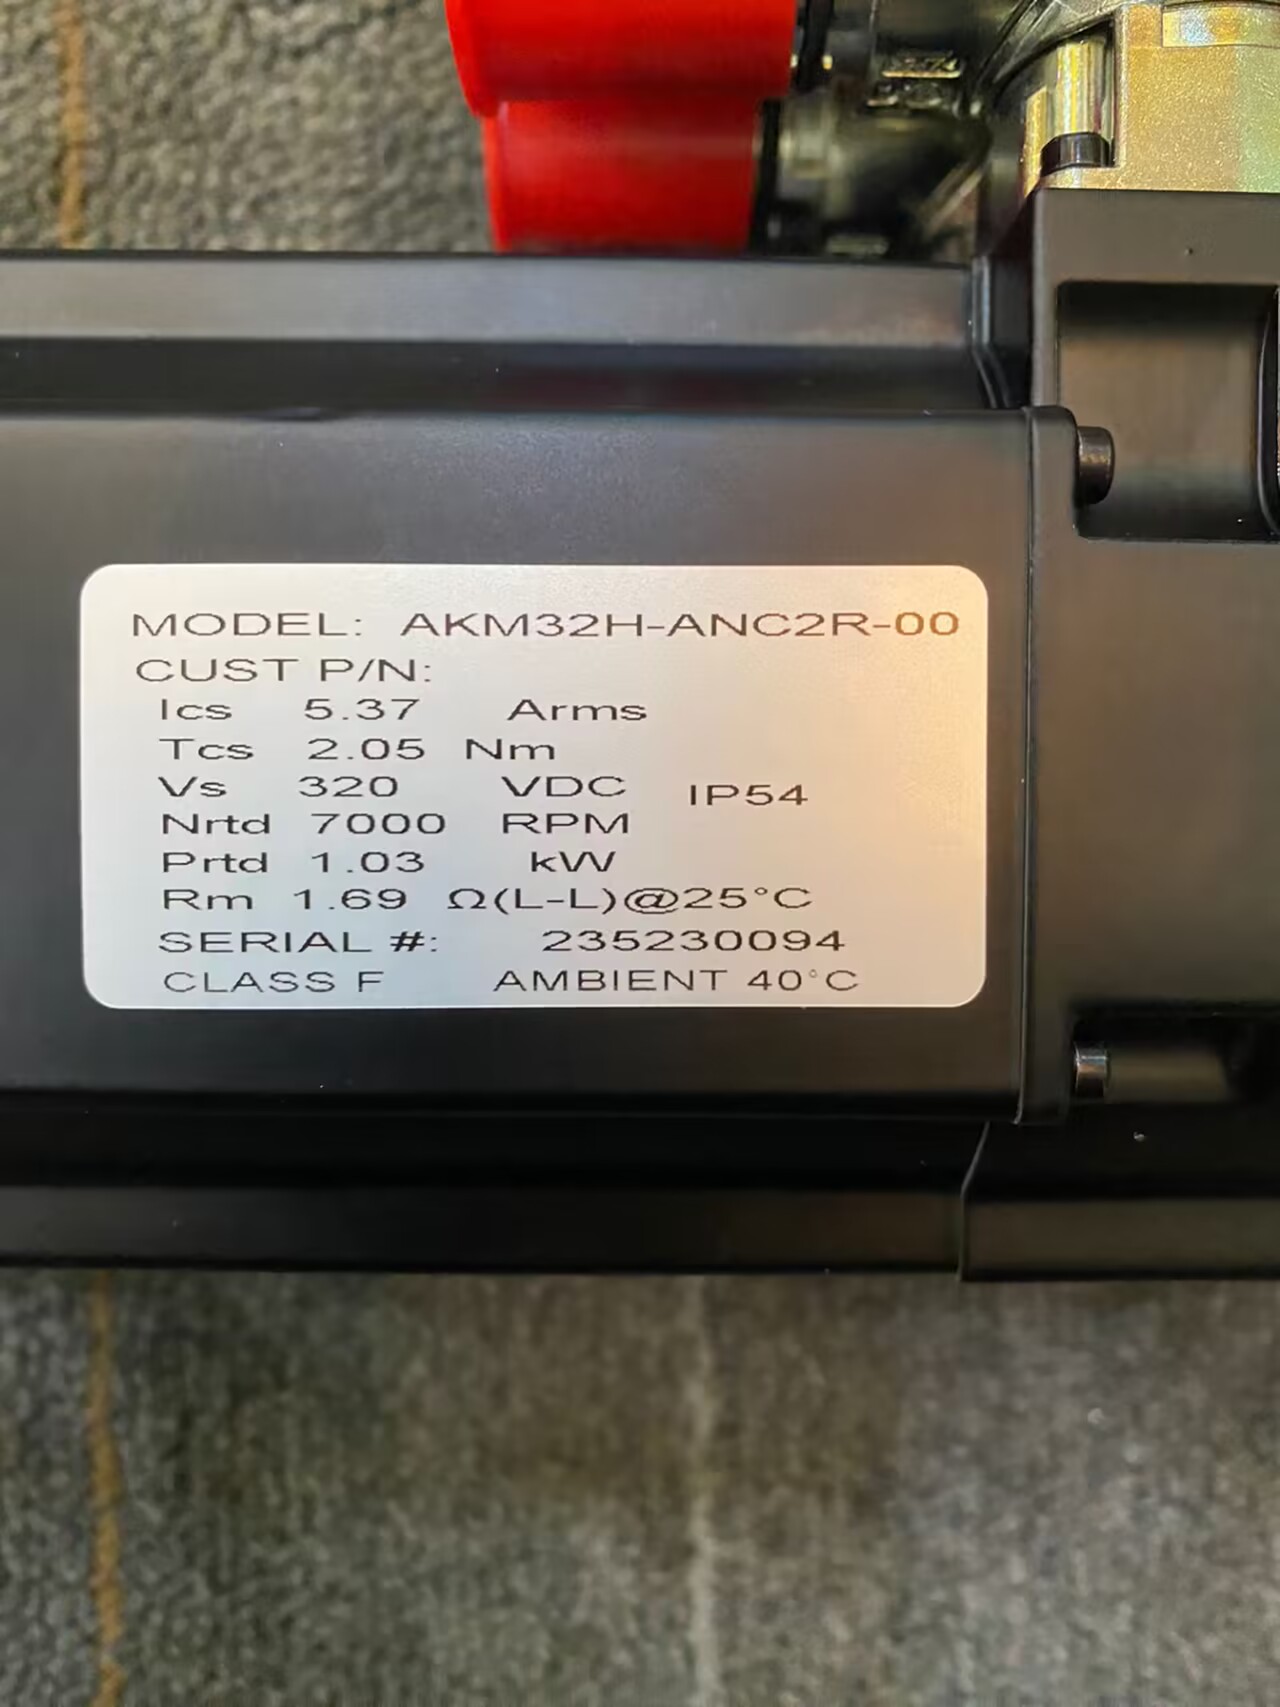 MODEL: AKM32H-ANC2R-00
CUST P/N:
Ics 5.37 Arms
Tcs 2.05 Nm
Vs 320 VDC IP54
Nrtd 7000 RPM
Prtd 1.03 kW
Rm 1.69 Ω(L-L)@25°C
SERIAL #: 235230094
CLASS F AMBIENT 40°C